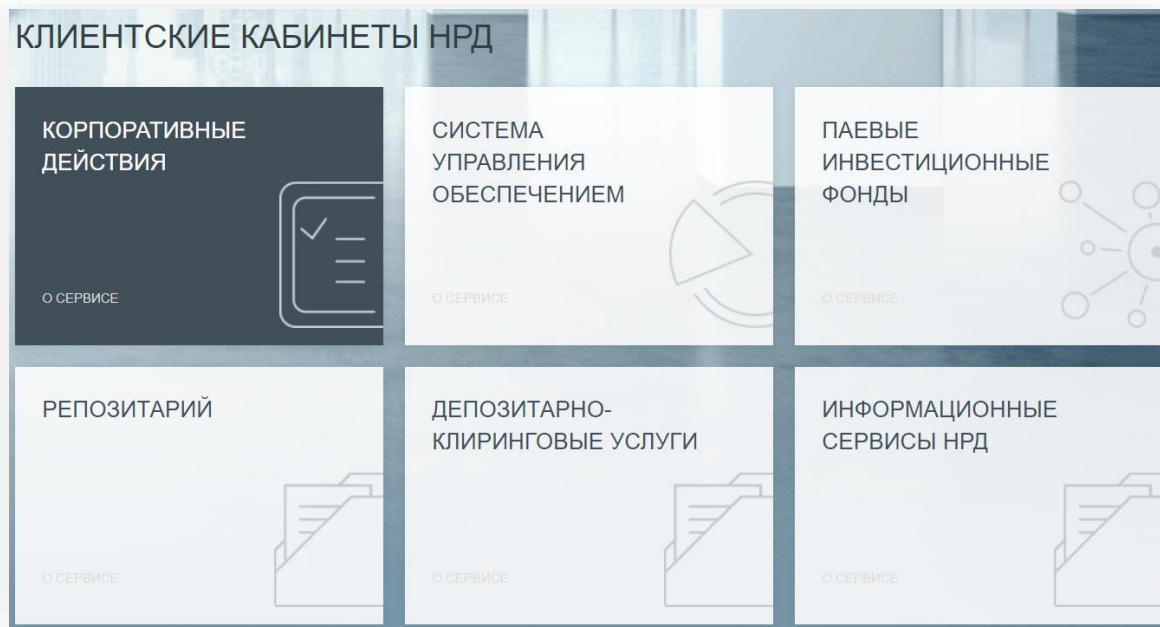 КЛИЕНТСКИЕ КАБИНЕТЫ НРД
КОРПОРАТИВНЫЕ
ДЕЙСТВИЯ
О СЕРВИСЕ
СИСТЕМА
УПРАВЛЕНИЯ
ОБЕСПЕЧЕНИЕМ
О СЕРВИСЕ
ПАЕВЫЕ
ИНВЕСТИЦИОННЫЕ
ФОНДЫ
О СЕРВИСЕ
РЕПОЗИТАРИЙ
О СЕРВИСЕ
ДЕПОЗИТАРНО-
КЛИРИНГОВЫЕ УСЛУГИ
О СЕРВИСЕ
ИНФОРМАЦИОННЫЕ
СЕРВИСЫ НРД
О СЕРВИСЕ